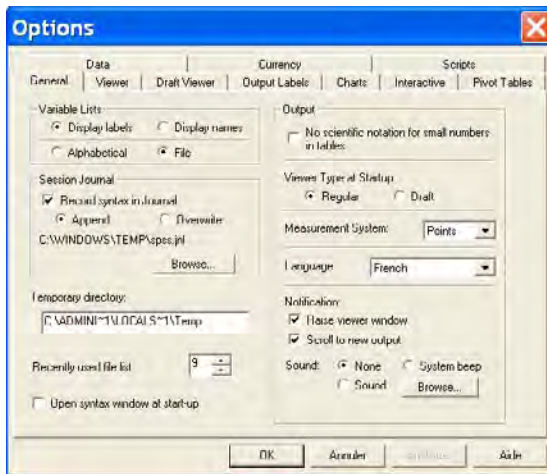 Options
Data Currency Scripts
General Viewer Draft Viewer Output Labels Charts Interactive Pivot Tables
Variable Lists
Display labels Display names
Alphabetical File
Session Journal
Record syntax in Journal
Append Overwrite
C:\WINDOWS\TEMP\spss.jnl
Browse...
Temporary directory:
C:\ADMINI~1\LOCALS~1\Temp
Recently used file list 9
Open syntax window at start-up
Output
No scientific notation for small numbers
in tables
Viewer Type at Startup
Regular Draft
Measurement System: Points
Language French
Notification:
Raise viewer window
Scroll to new output
Sound: None System beep
Sound Browse...
OK Annuler Aide